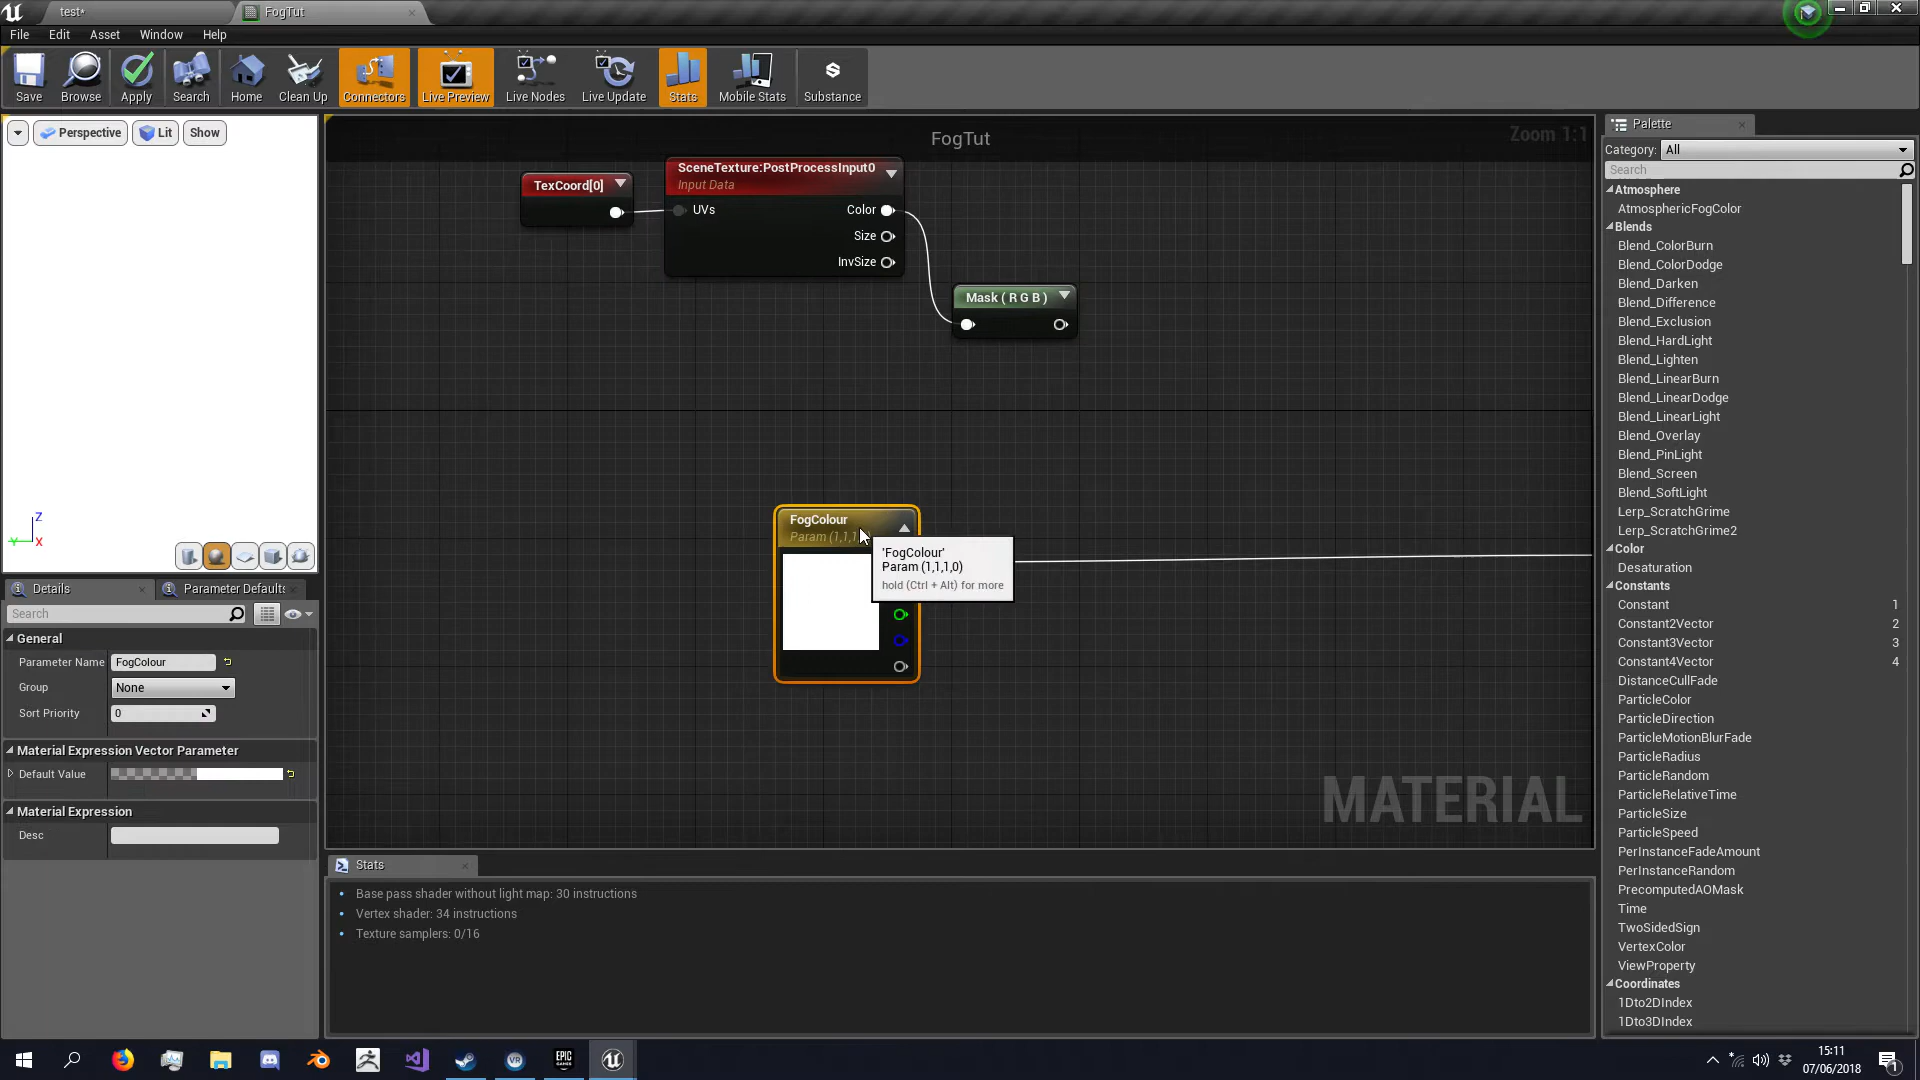 test*
FogTut
File
Edit
Asset
Window
Help
Save
Browse
Apply
Search
Home
Clean Up
Connectors
Live Preview
Live Nodes
Live Update
Stats
Mobile Stats
Substance
Perspective
Lit
Show
Z
Y
X
FogTut
Zoom 1:1
TexCoord[0]
SceneTexture:PostProcessInput0
Input Data
UVs
Color
Size
InvSize
Mask ( R G B )
FogColour
Param (1,1,1,
'FogColour'
Param (1,1,1,0)
hold (Ctrl + Alt) for more
MATERIAL
Details
Parameter Defaults
Search
General
Parameter Name
FogColour
Group
None
Sort Priority
0
Material Expression Vector Parameter
Default Value
Material Expression
Desc
Stats
Base pass shader without light map: 30 instructions
Vertex shader: 34 instructions
Texture samplers: 0/16
Palette
Category:
All
Search
Atmosphere
AtmosphericFogColor
Blends
Blend_ColorBurn
Blend_ColorDodge
Blend_Darken
Blend_Difference
Blend_Exclusion
Blend_HardLight
Blend_Lighten
Blend_LinearBurn
Blend_LinearDodge
Blend_LinearLight
Blend_Overlay
Blend_PinLight
Blend_Screen
Blend_SoftLight
Lerp_ScratchGrime
Lerp_ScratchGrime2
Color
Desaturation
Constants
Constant 1
Constant2Vector 2
Constant3Vector 3
Constant4Vector 4
DistanceCullFade
ParticleColor
ParticleDirection
ParticleMotionBlurFade
ParticleRadius
ParticleRandom
ParticleRelativeTime
ParticleSize
ParticleSpeed
PerInstanceFadeAmount
PerInstanceRandom
PrecomputedAOMask
Time
TwoSidedSign
VertexColor
ViewProperty
Coordinates
1Dto2DIndex
1Dto3DIndex
VR
EPIC
GAMES
15:11
07/06/2018
1